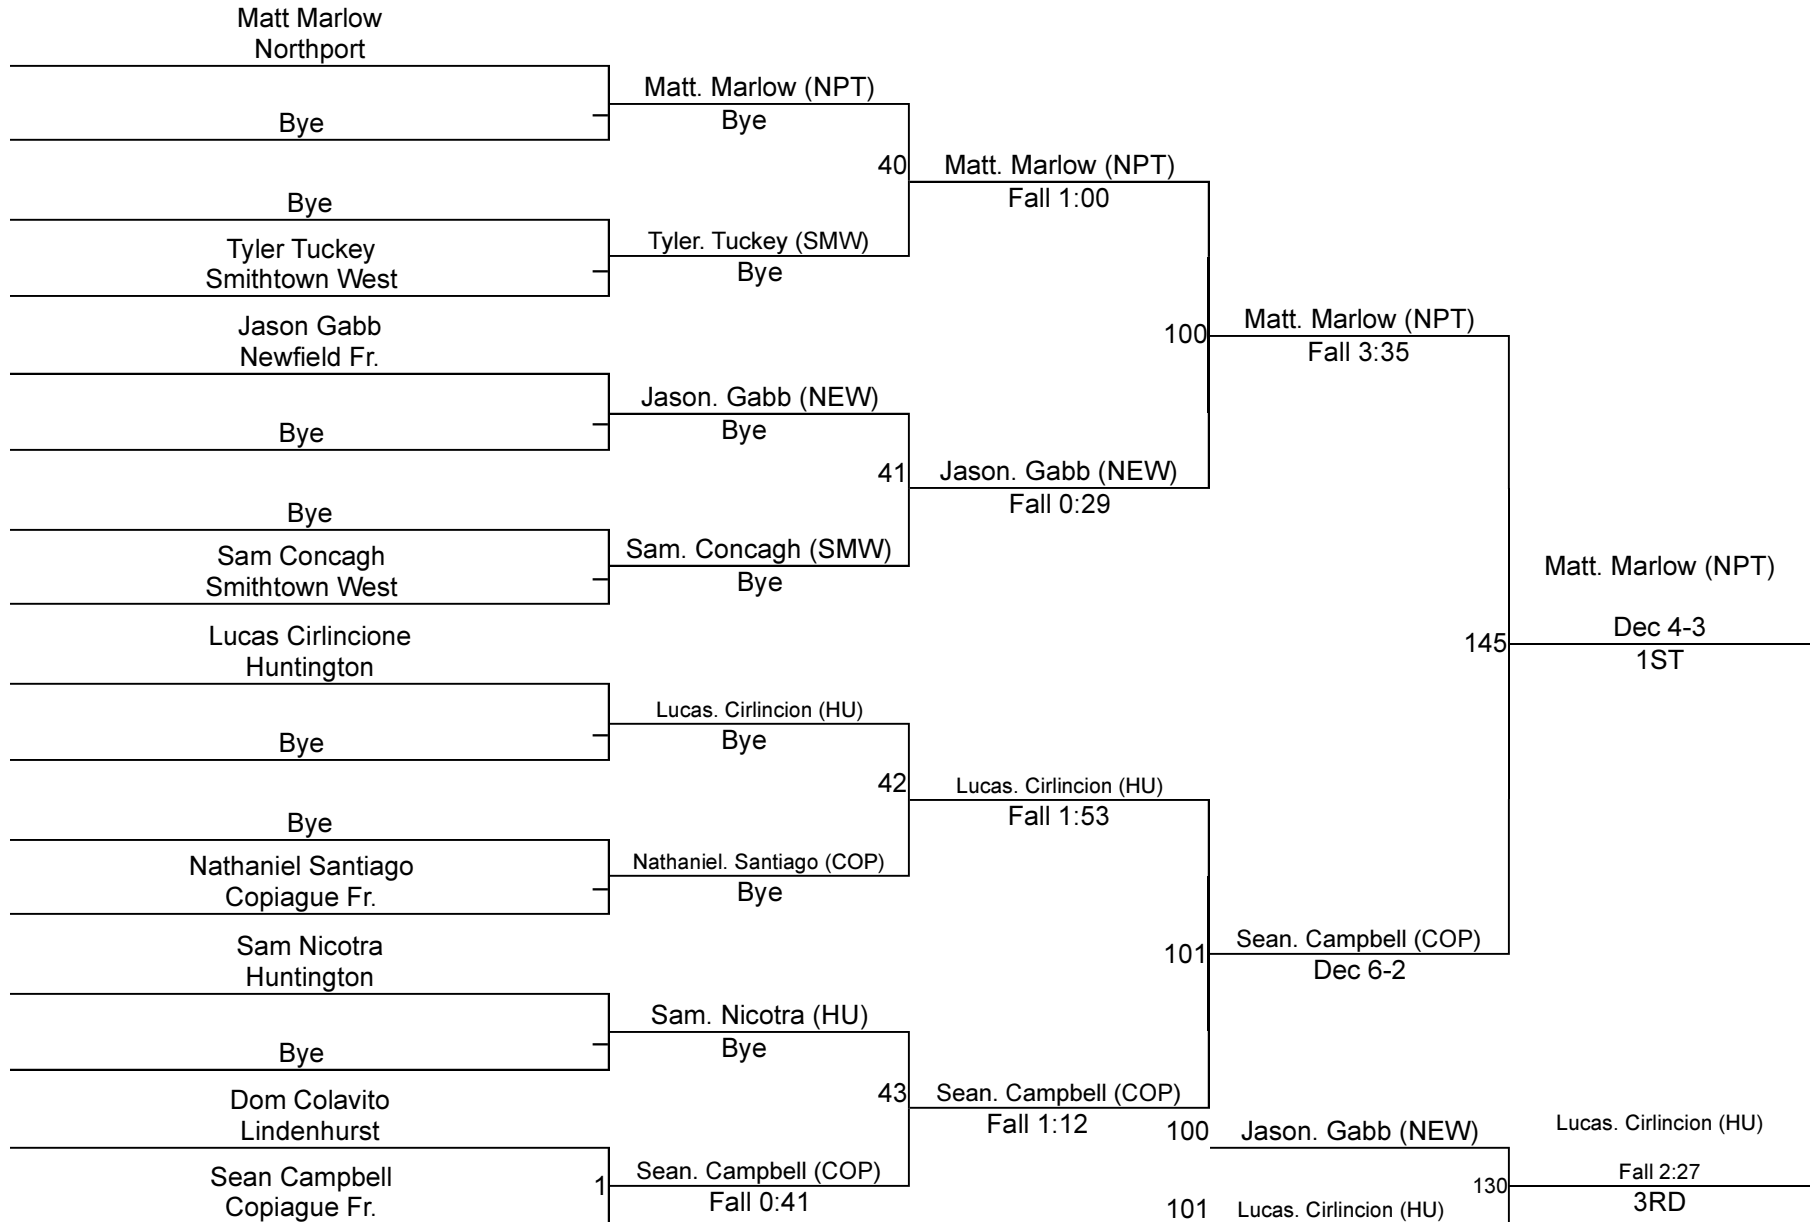 Matt Marlow
Northport
Bye
Bye
Tyler Tuckey
Smithtown West
Jason Gabb
Newfield Fr.
Bye
Bye
Sam Concagh
Smithtown West
Lucas Cirlincione
Huntington
Bye
Bye
Nathaniel Santiago
Copiague Fr.
Sam Nicotra
Huntington
Bye
Dom Colavito
Lindenhurst
Sean Campbell
Copiague Fr.
1
Matt. Marlow (NPT)
Bye
40
Tyler. Tuckey (SMW)
Bye
Jason. Gabb (NEW)
Bye
41
Sam. Concagh (SMW)
Bye
Lucas. Cirlincion (HU)
Bye
42
Nathaniel. Santiago (COP)
Bye
Sam. Nicotra (HU)
Bye
43
Sean. Campbell (COP)
Fall 0:41
Matt. Marlow (NPT)
Fall 1:00
100
Jason. Gabb (NEW)
Fall 0:29
Lucas. Cirlincion (HU)
Fall 1:53
101
Sean. Campbell (COP)
Fall 1:12
Matt. Marlow (NPT)
Fall 3:35
145
Sean. Campbell (COP)
Dec 6-2
Matt. Marlow (NPT)
Dec 4-3
1ST
100
Jason. Gabb (NEW)
130
101
Lucas. Cirlincion (HU)
Lucas. Cirlincion (HU)
Fall 2:27
3RD